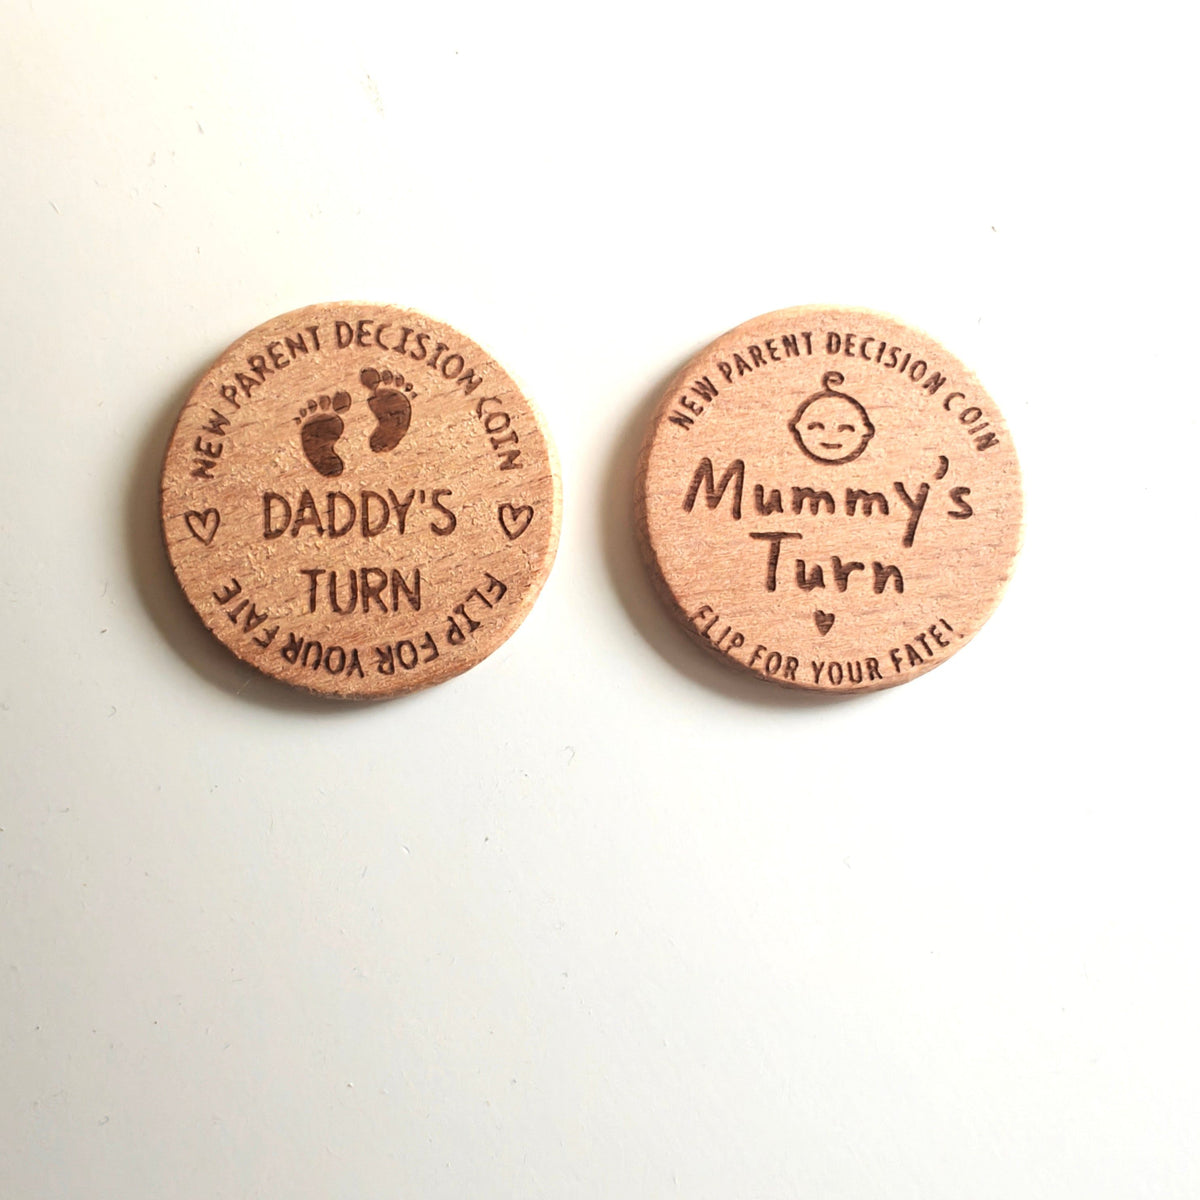 NEW PARENT DECISION COIN
DADDY'S
TURN
FLIP FOR YOUR FATE
NEW PARENT DECISION COIN
Mummy's
Turn
FLIP FOR YOUR FATE!